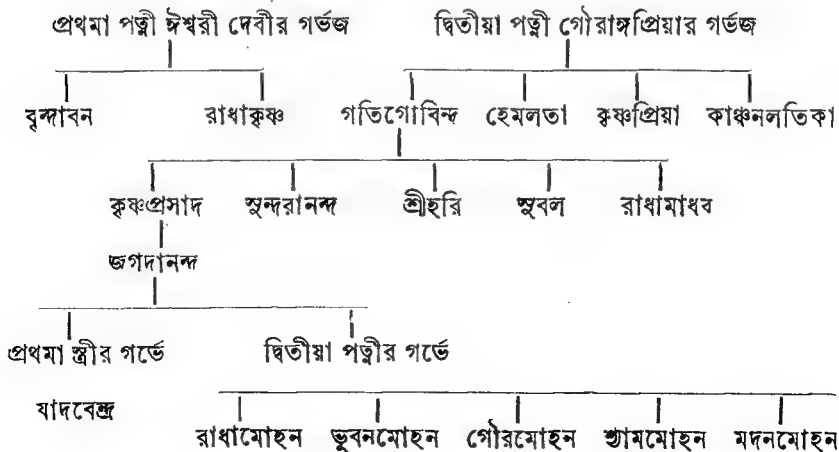 প্রথমা পত্নী ঈশ্বরী দেবীর গর্ভজ দ্বিতীয়া পত্নী গৌরাঙ্গপ্রিয়ার গর্ভজ
বৃন্দাবন রাধাকৃষ্ণ গতিগোবিন্দ হেমলতা কৃষ্ণপ্রিয়া কাঞ্চনলতিকা
কৃষ্ণপ্রসাদ সুন্দরানন্দ শ্রীহরি সুবল রাধামাধব
জগদানন্দ
প্রথমা স্ত্রীর গর্ভে দ্বিতীয়া পত্নীর গর্ভে
যাদবেন্দ্র
রাধামোহন ভুবনমোহন গৌরমোহন শ্যামমোহন মদনমোহন